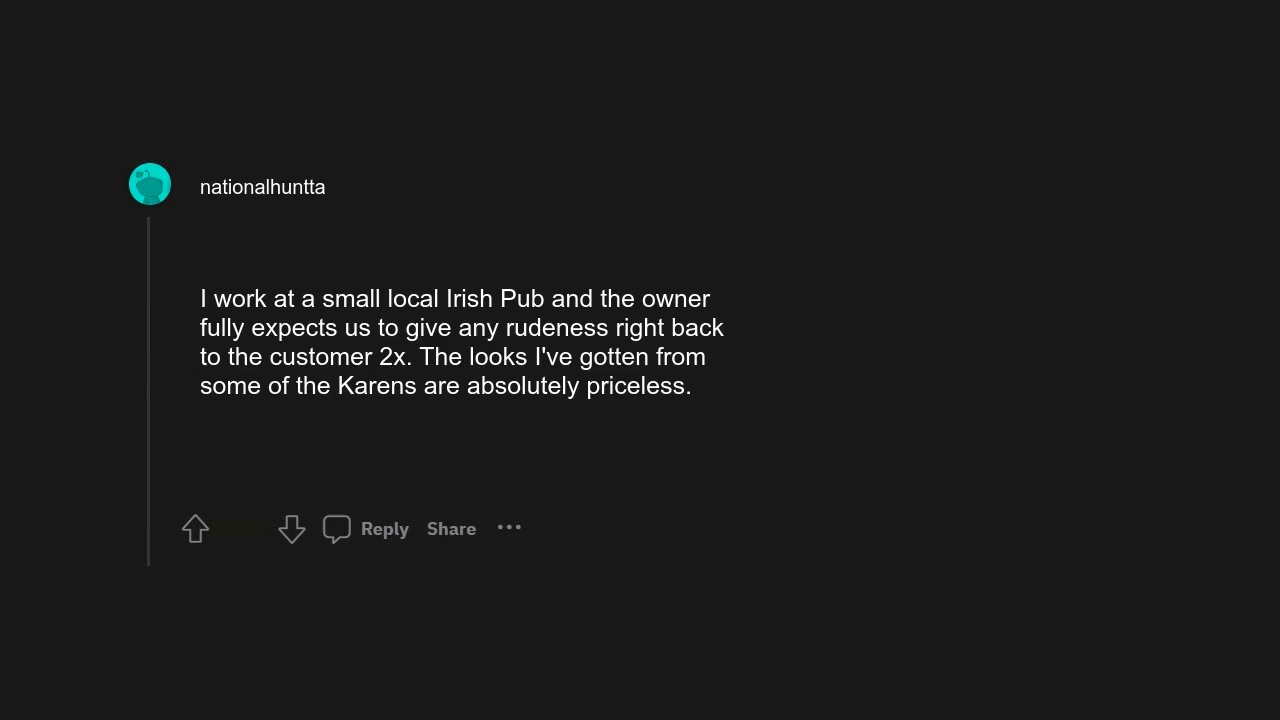 nationalhuntta
I work at a small local Irish Pub and the owner
fully expects us to give any rudeness right back
to the customer 2x. The looks I've gotten from
some of the Karens are absolutely priceless.
Reply Share